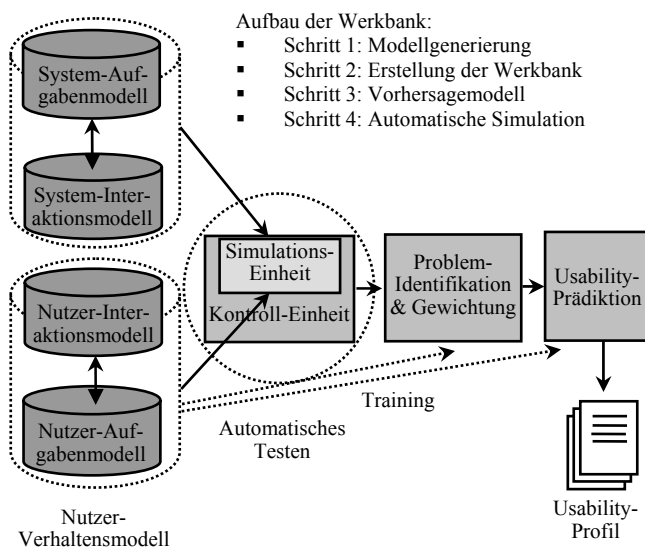 Aufbau der Werkbank:
▪ Schritt 1: Modellgenerierung
▪ Schritt 2: Erstellung der Werkbank
▪ Schritt 3: Vorhersagemodell
▪ Schritt 4: Automatische Simulation
System-Auf-
gabenmodell
System-Inter-
aktionsmodell
Nutzer-Inter-
aktionsmodell
Nutzer-Auf-
gabenmodell
Nutzer-
Verhaltensmodell
Simulations-
Einheit
Kontroll-Einheit
Automatisches
Testen
Problem-
Identifikation
& Gewichtung
Training
Usability-
Prädiktion
Usability-
Profil